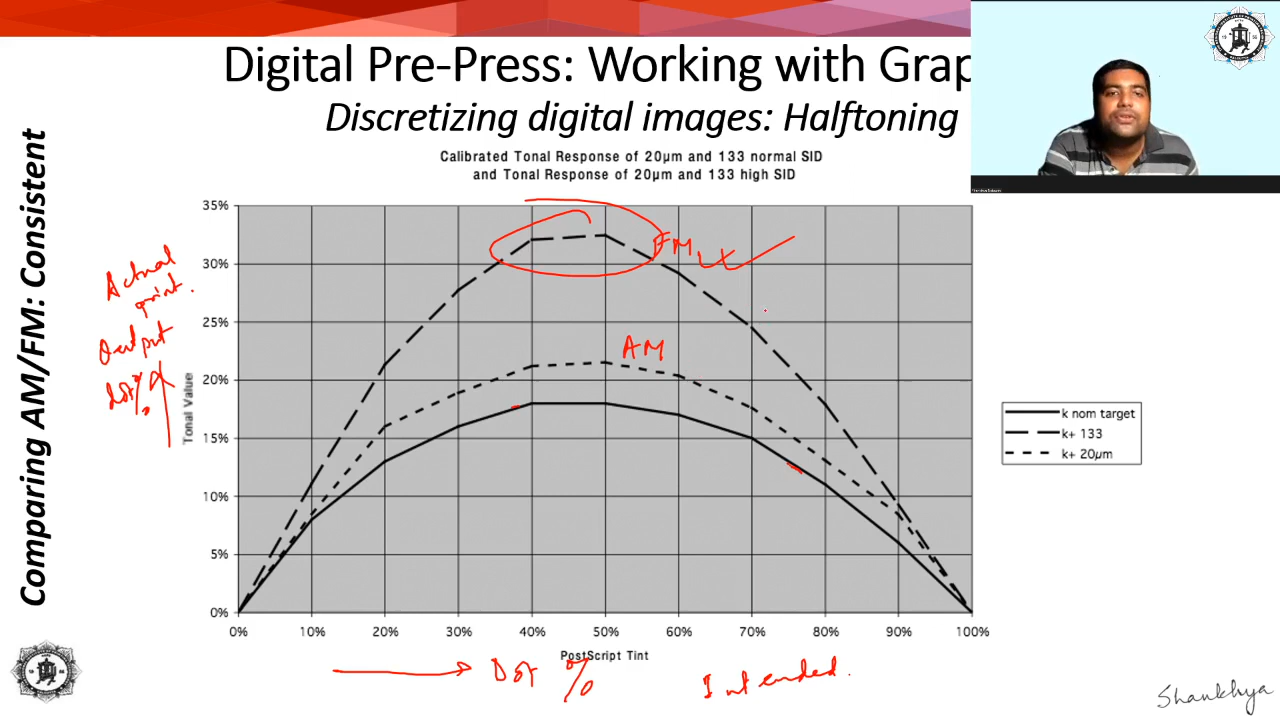 Digital Pre-Press: Working with Grap
Discretizing digital images: Halftoning
Comparing AM/FM: Consistent
Calibrated Tonal Response of 20µm and 133 normal SID
and Tonal Response of 20µm and 133 high SID
35%
30%
25%
20%
15%
10%
5%
0%
Tonal Value
Actual
print.
Output
dot%
FM
AM
k nom target
k+ 133
k+ 20µm
0% 10% 20% 30% 40% 50% 60% 70% 80% 90% 100%
PostScript Tint
Dot %
Intended.
Shankhya